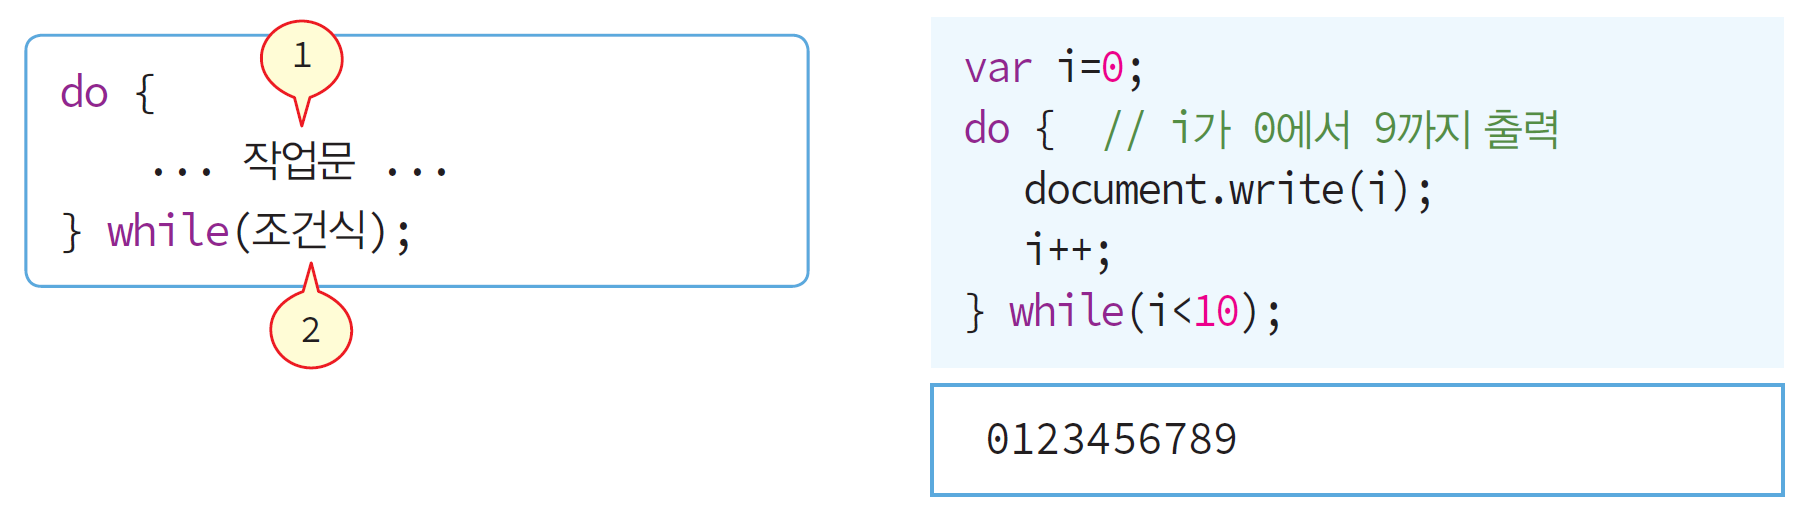 1
do {
... 작업문 ...
} while(조건식);
2
var i=0;
do {  // i가 0에서 9까지 출력
document.write(i);
i++;
} while(i<10);
0123456789